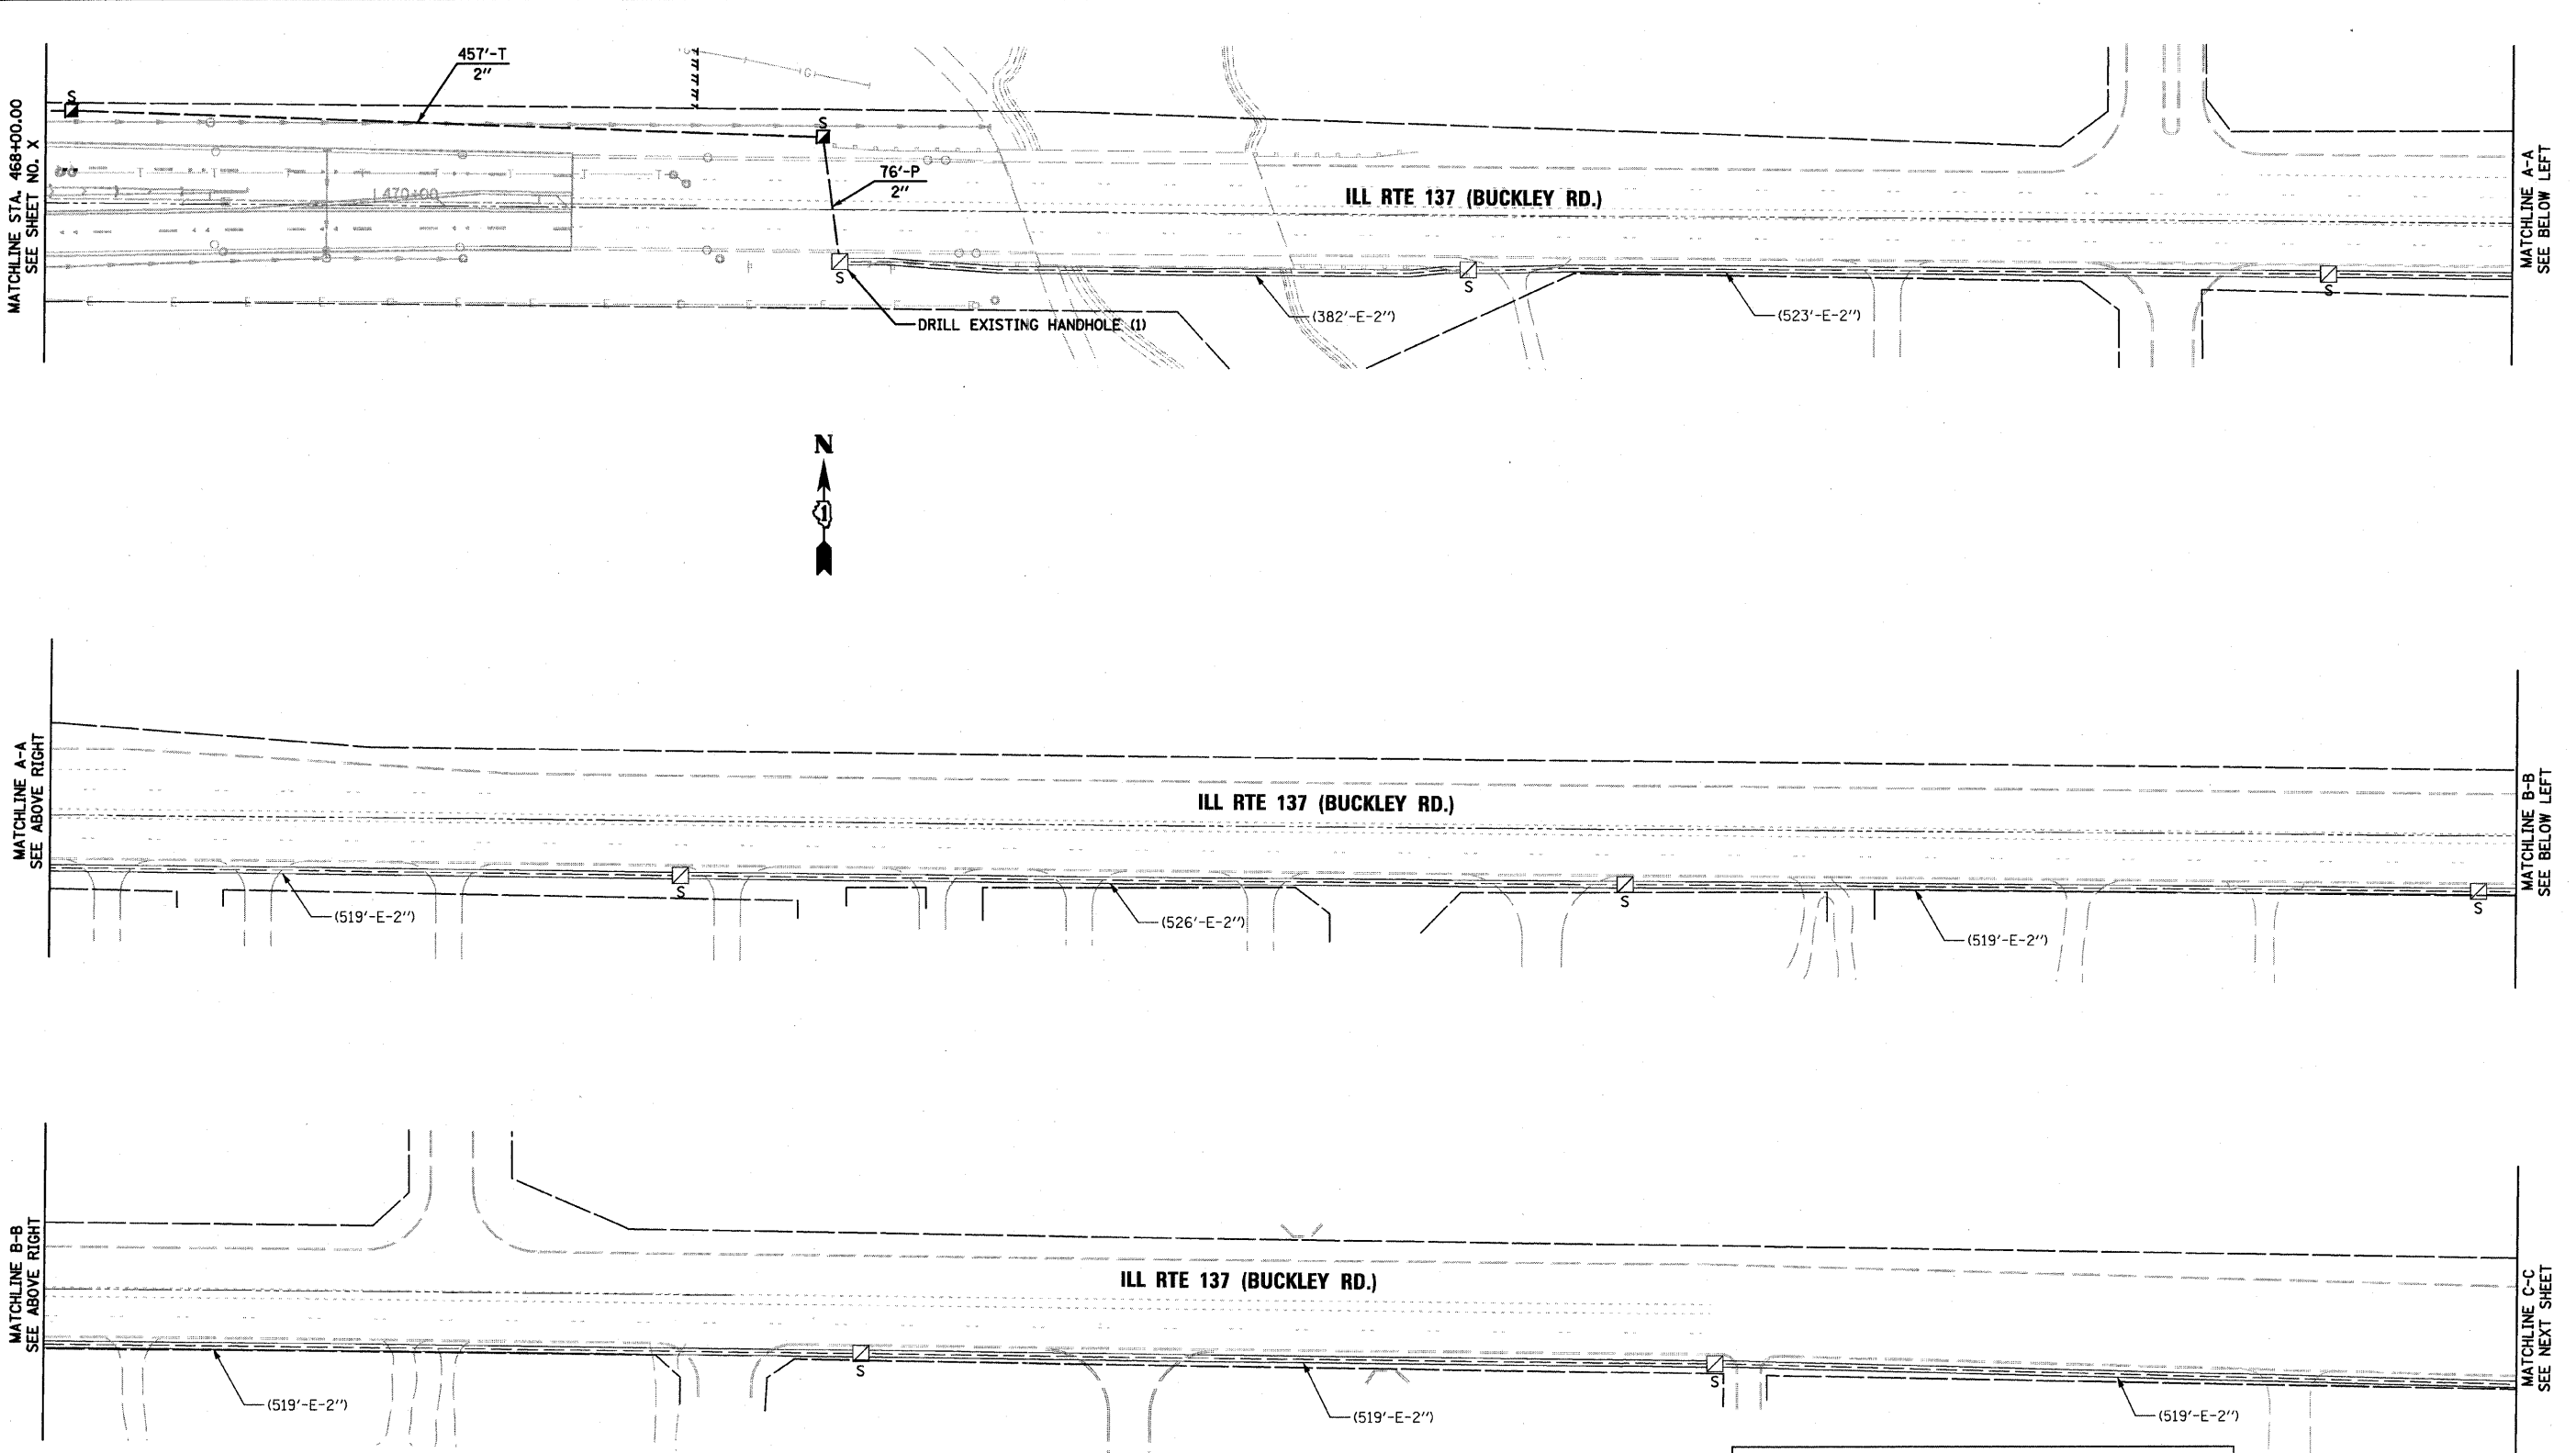 457'-T
2"
S
S
MATCHLINE STA. 468+00.00
SEE SHEET NO. X
76'-P
2"
L470+00
ILL RTE 137 (BUCKLEY RD.)
MATCHLINE A-A
SEE BELOW LEFT
S
S
S
DRILL EXISTING HANDHOLE (1)
(382'-E-2")
(523'-E-2")
N
1
MATCHLINE A-A
SEE ABOVE RIGHT
ILL RTE 137 (BUCKLEY RD.)
MATCHLINE B-B
SEE BELOW LEFT
S
S
S
(519'-E-2")
(526'-E-2")
(519'-E-2")
MATCHLINE B-B
SEE ABOVE RIGHT
ILL RTE 137 (BUCKLEY RD.)
MATCHLINE C-C
SEE NEXT SHEET
S
S
(519'-E-2")
(519'-E-2")
(519'-E-2")